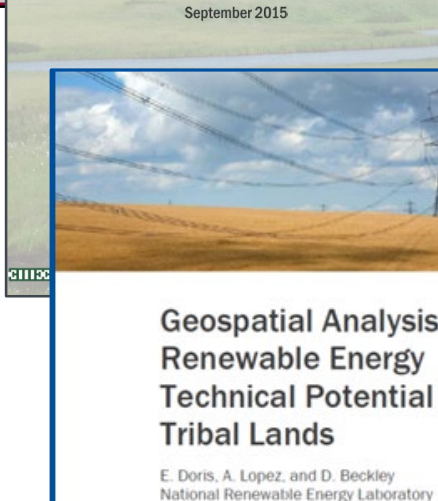 September 2015
Geospatial Analysis
Renewable Energy
Technical Potential
Tribal Lands
E. Doris, A. Lopez, and D. Beckley
National Renewable Energy Laboratory